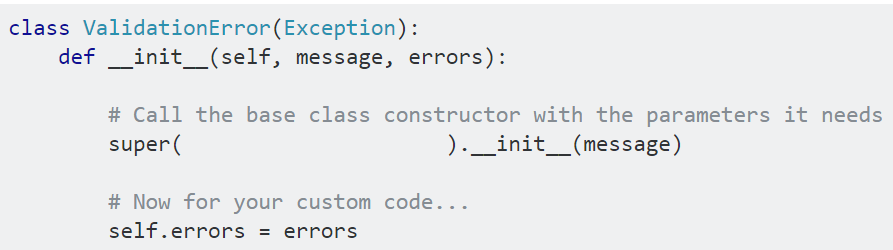 class ValidationError(Exception):
    def __init__(self, message, errors):
        # Call the base class constructor with the parameters it needs
        super(                     ).__init__(message)
        # Now for your custom code...
        self.errors = errors